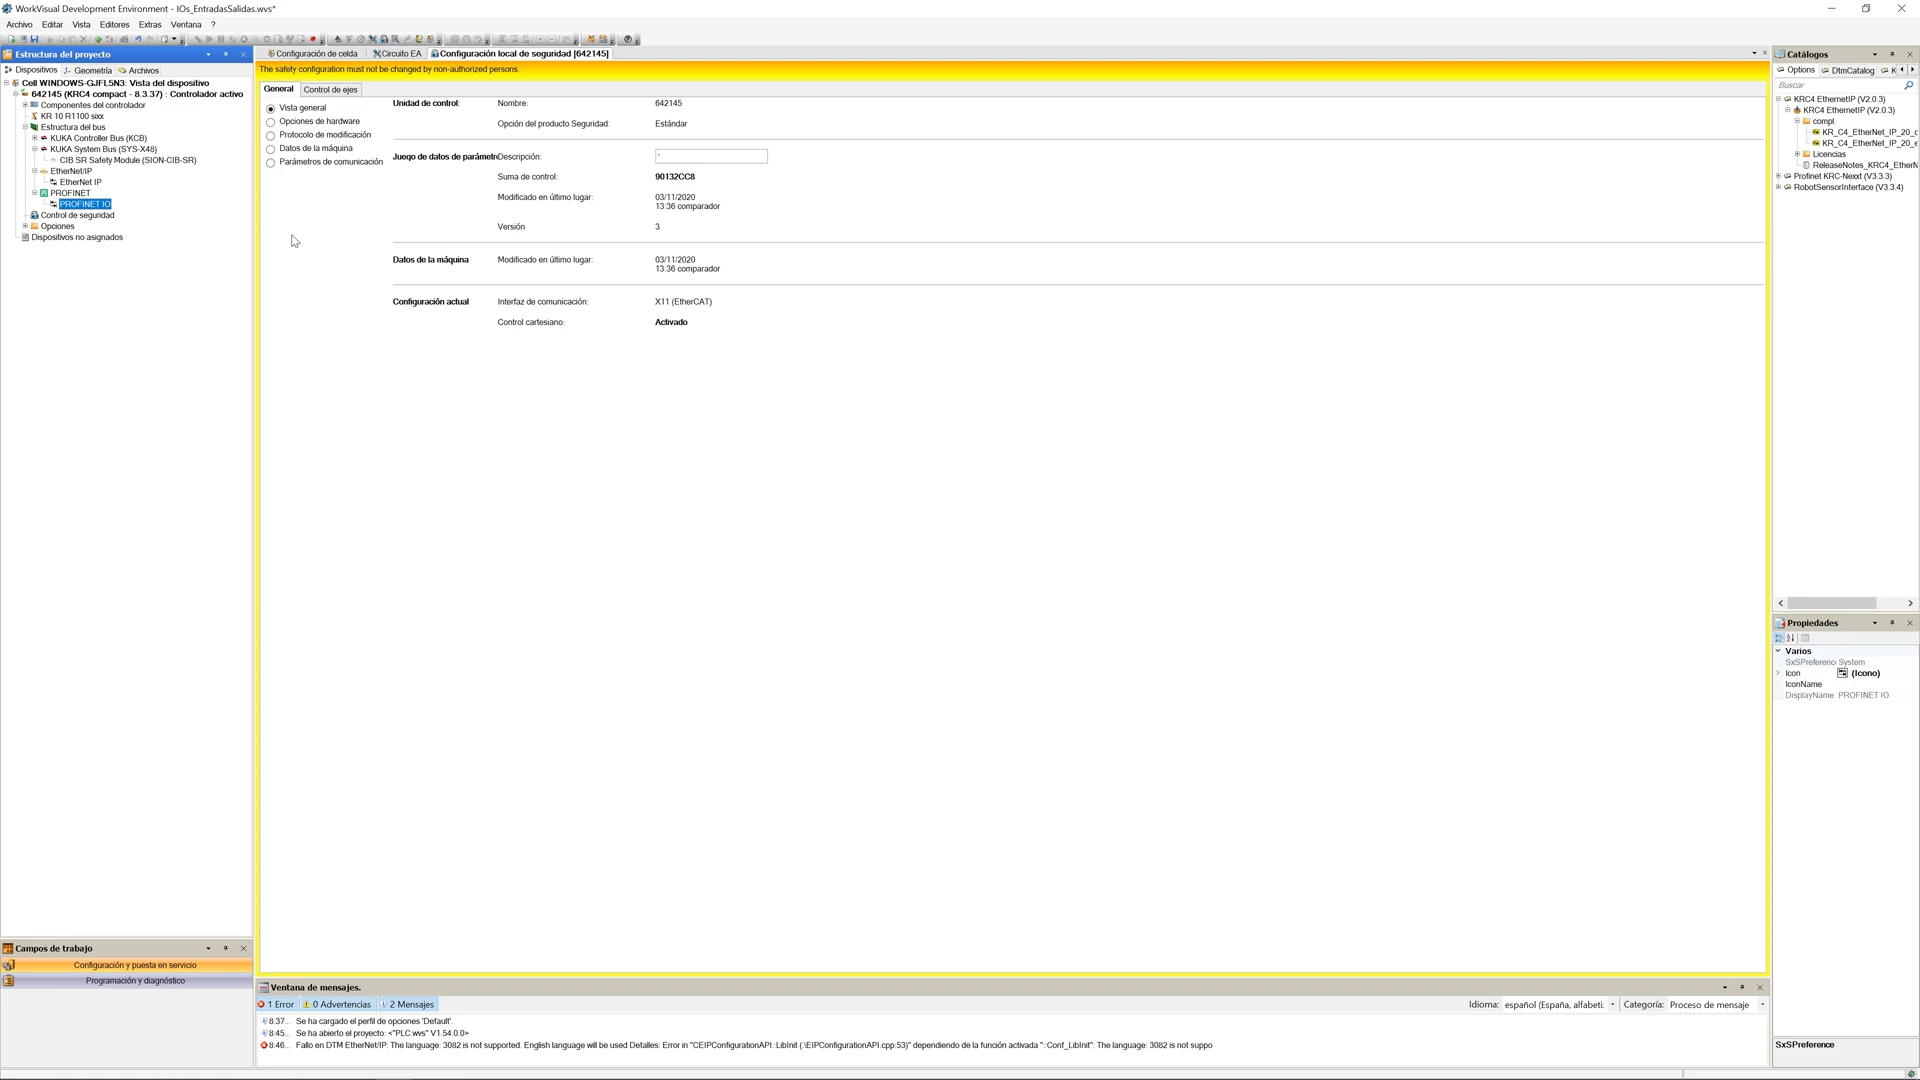 WorkVisual Development Environment - IOs_EntradasSalidas.wvs*
Archivo Editar Vista Editores Extras Ventana ?
Estructura del proyecto
Dispositivos Geometría Archivos
Cell WINDOWS-GJFL5N3: Vista del dispositivo
642145 (KRC4 compact - 8.3.37) : Controlador activo
Componentes del controlador
KR 10 R1100 sixx
Estructura del bus
KUKA Controller Bus (KCB)
KUKA System Bus (SYS-X48)
CIB SR Safety Module (SION-CIB-SR)
EtherNet/IP
EtherNet IP
PROFINET
PROFINET IO
Control de seguridad
Opciones
Dispositivos no asignados
Campos de trabajo
Configuración y puesta en servicio
Programación y diagnóstico
Configuración de celda Circuito EA Configuración local de seguridad [642145]
The safety configuration must not be changed by non-authorized persons.
General Control de ejes
Vista general
Opciones de hardware
Protocolo de modificación
Datos de la máquina
Parámetros de comunicación
Unidad de control: Nombre: 642145
Opción del producto Seguridad: Estándar
Juego de datos de parámetro Descripción: -
Suma de control: 90132CC8
Modificado en último lugar: 03/11/2020
13:36 comparador
Versión 3
Datos de la máquina Modificado en último lugar: 03/11/2020
13:36 comparador
Configuración actual Interfaz de comunicación: X11 (EtherCAT)
Control cartesiano: Activado
Ventana de mensajes.
1 Error 0 Advertencias 2 Mensajes Idioma: español (España, alfabeti: Categoría: Proceso de mensaje
8:37... Se ha cargado el perfil de opciones 'Default'.
8:45... Se ha abierto el proyecto: <"PLC.wvs" V1.54.0.0>
8:46... Fallo en DTM EtherNet/IP: The language: 3082 is not supported. English language will be used Detalles: Error in "CEIPConfigurationAPI::LibInit (.\EIPConfigurationAPI.cpp:53)" dependiendo de la función activada "::Conf_LibInit": The language: 3082 is not suppo
Catálogos
Options DtmCatalog K
Buscar
KRC4 EthernetIP (V2.0.3)
KRC4 EthernetIP (V2.0.3)
compl.
KR_C4_EtherNet_IP_20_e
KR_C4_EtherNet_IP_20_e
Licencias
ReleaseNotes_KRC4_EtherN
Profinet KRC-Nexxt (V3.3.3)
RobotSensorInterface (V3.3.4)
Propiedades
Varios
SxSPreferenc System
Icon (Icono)
IconName
DisplayName PROFINET IO
SxSPreference